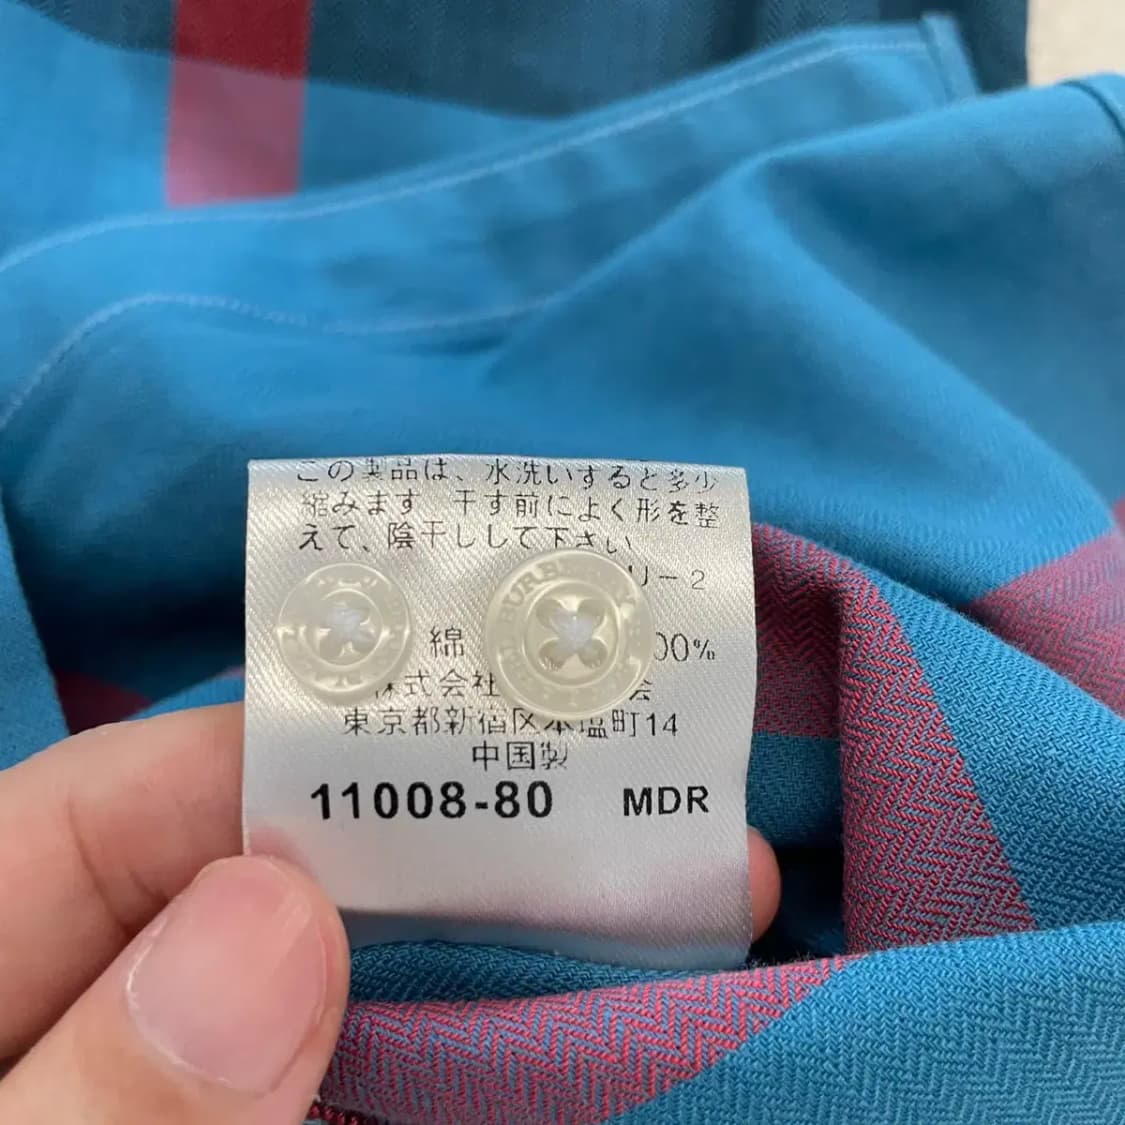 この製品は、水洗いすると多少
縮みます 干す前によく形を整
えて、陰干しして下さい
リー2
綿 00%
株式会社 会
東京都新宿区本塩町14
中国製
11008-80 MDR
BURBERRY